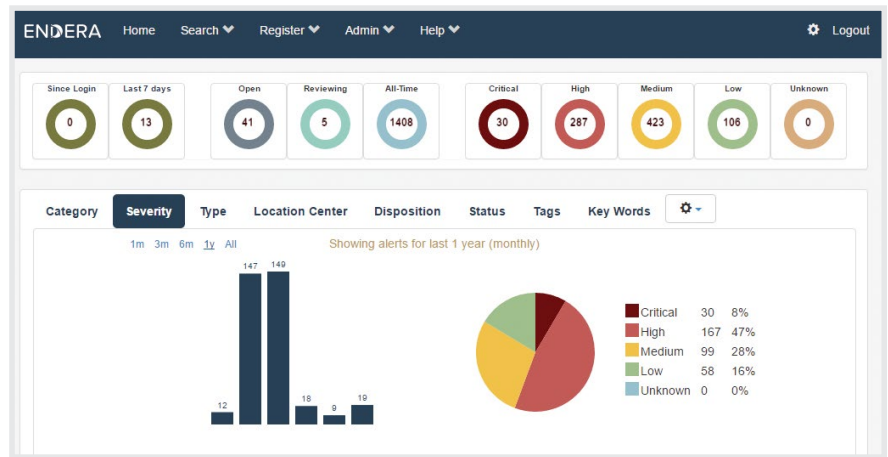 ENDERA Home Search Register Admin Help Logout
Since Login Last 7 days Open Reviewing All-Time Critical High Medium Low Unknown
0 13 41 5 1408 30 287 423 106 0
Category Severity Type Location Center Disposition Status Tags Key Words
1m 3m 6m 1y All Showing alerts for last 1 year (monthly)
147 149
12 18 9 19
Critical 30 8%
High 167 47%
Medium 99 28%
Low 58 16%
Unknown 0 0%